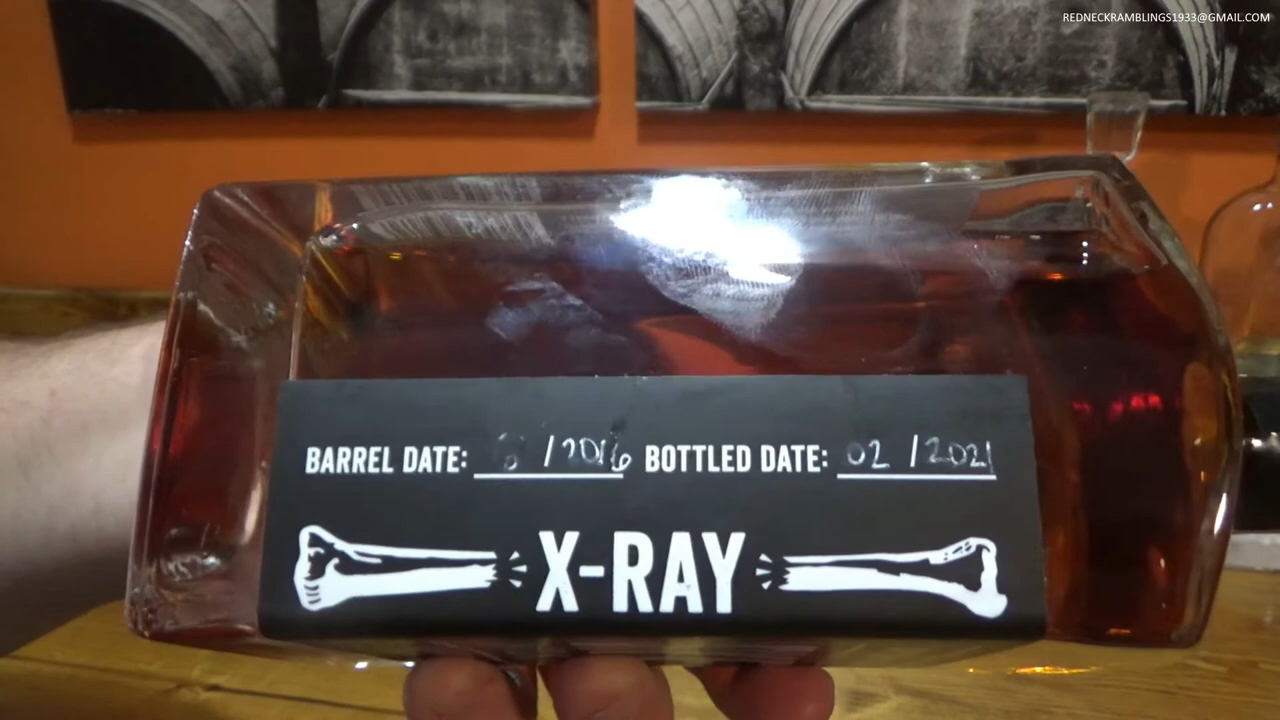 REDNECKRAMBLINGS1933@GMAIL.COM
BARREL DATE: /2016 BOTTLED DATE: 02 /2021
X-RAY